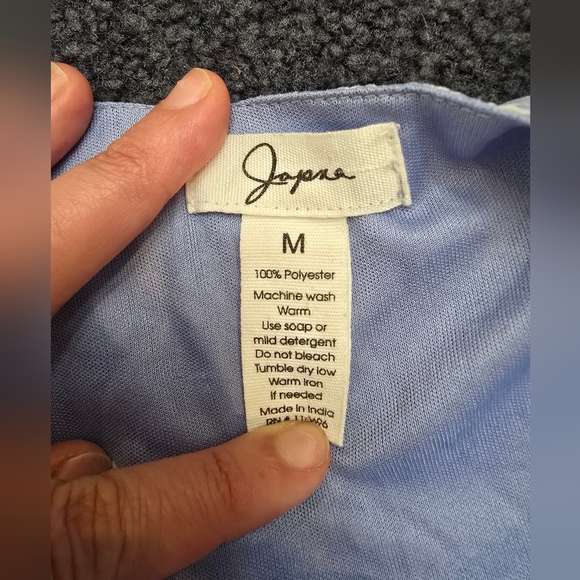 Japna
M
100% Polyester
Machine wash
Warm
Use soap or
mild detergent
Do not bleach
Tumble dry low
Warm Iron
If needed
Made in India
RN #